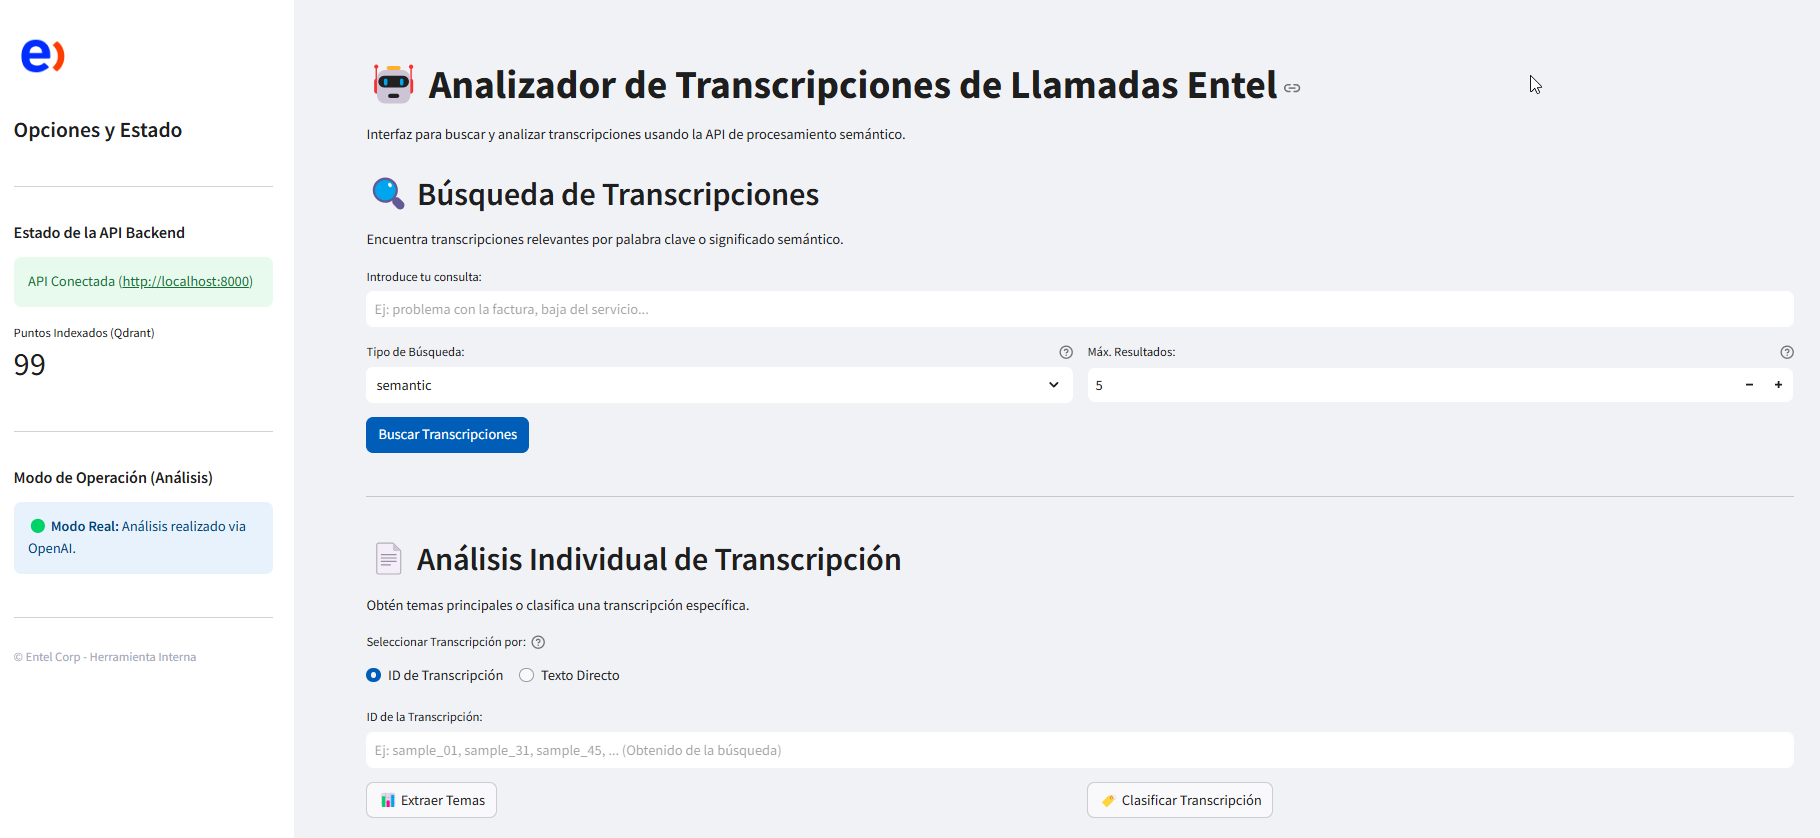 e)
Opciones y Estado
Estado de la API Backend
API Conectada (http://localhost:8000)
Puntos Indexados (Qdrant)
99
Modo de Operación (Análisis)
Modo Real: Análisis realizado via
OpenAI.
© Entel Corp - Herramienta Interna
Analizador de Transcripciones de Llamadas Entel
Interfaz para buscar y analizar transcripciones usando la API de procesamiento semántico.
Búsqueda de Transcripciones
Encuentra transcripciones relevantes por palabra clave o significado semántico.
Introduce tu consulta:
Ej: problema con la factura, baja del servicio...
Tipo de Búsqueda:
semantic
Máx. Resultados:
5
Buscar Transcripciones
Análisis Individual de Transcripción
Obtén temas principales o clasifica una transcripción específica.
Seleccionar Transcripción por:
ID de Transcripción
Texto Directo
ID de la Transcripción:
Ej: sample_01, sample_31, sample_45, ... (Obtenido de la búsqueda)
Extraer Temas
Clasificar Transcripción